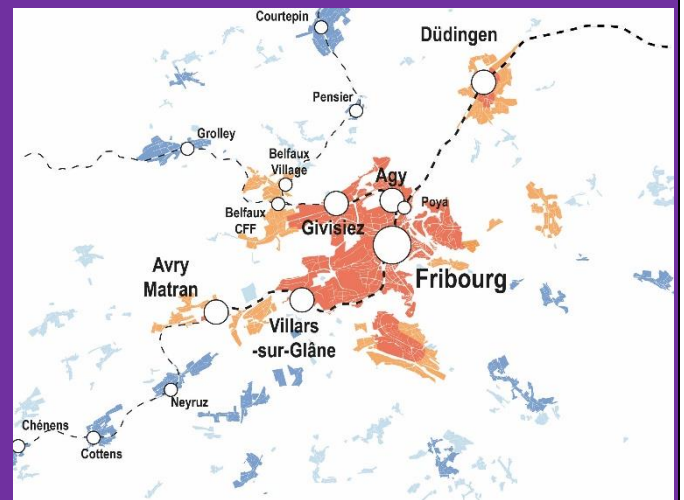 Courtepin
Düdingen
Pensier
Grolley
Belfaux
Village
Agy
Poya
Belfaux
CFF
Givisiez
Fribourg
Avry
Matran
Villars
-sur-Glâne
Neyruz
Chénens
Cottens